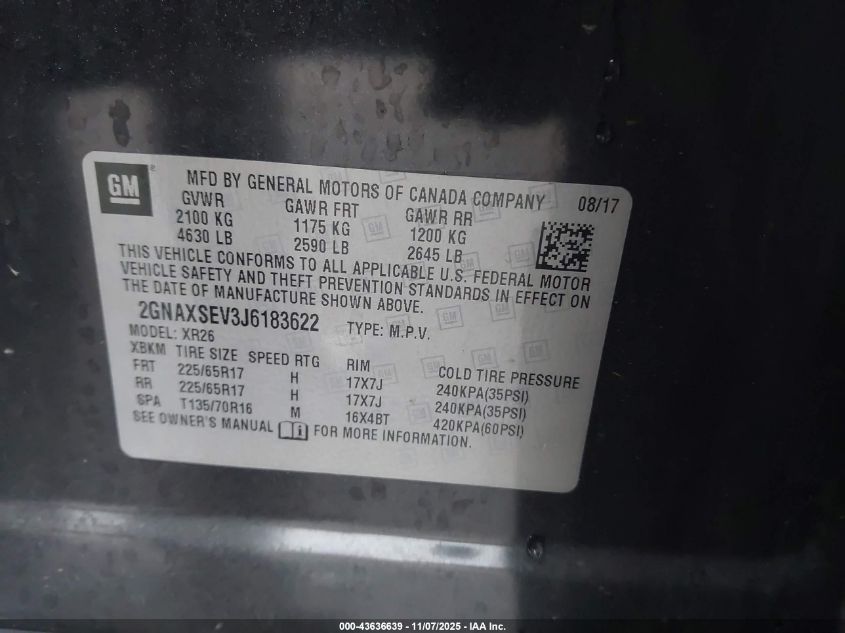 GM
MFD BY GENERAL MOTORS OF CANADA COMPANY 08/17
GVWR GAWR FRT GAWR RR
2100 KG 1175 KG 1200 KG
4630 LB 2590 LB 2645 LB
THIS VEHICLE CONFORMS TO ALL APPLICABLE U.S. FEDERAL MOTOR
VEHICLE SAFETY AND THEFT PREVENTION STANDARDS IN EFFECT ON
THE DATE OF MANUFACTURE SHOWN ABOVE.
2GNAXSEV3J6183622 TYPE: M.P.V.
MODEL: XR26
XBKM TIRE SIZE SPEED RTG RIM COLD TIRE PRESSURE
FRT 225/65R17 H 17X7J 240KPA(35PSI)
RR 225/65R17 H 17X7J 240KPA(35PSI)
SPA T135/70R16 M 16X4BT 420KPA(60PSI)
SEE OWNER'S MANUAL FOR MORE INFORMATION.
000-43636639 - 11/07/2025 - IAA Inc.